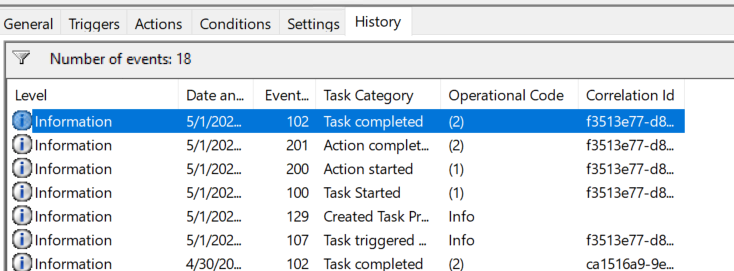 General Triggers Actions Conditions Settings History
Number of events: 18
Level Date an... Event... Task Category Operational Code Correlation Id
Information 5/1/202... 102 Task completed (2) f3513e77-d8...
Information 5/1/202... 201 Action complet... (2) f3513e77-d8...
Information 5/1/202... 200 Action started (1) f3513e77-d8...
Information 5/1/202... 100 Task Started (1) f3513e77-d8...
Information 5/1/202... 129 Created Task Pr... Info
Information 5/1/202... 107 Task triggered ... Info f3513e77-d8...
Information 4/30/20... 102 Task completed (2) ca1516a9-9e...